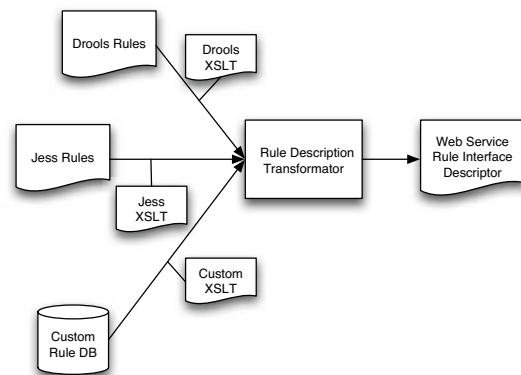 Drools Rules
Drools
XSLT
Jess Rules
Rule Description
Transformator
Web Service
Rule Interface
Descriptor
Jess
XSLT
Custom
XSLT
Custom
Rule DB